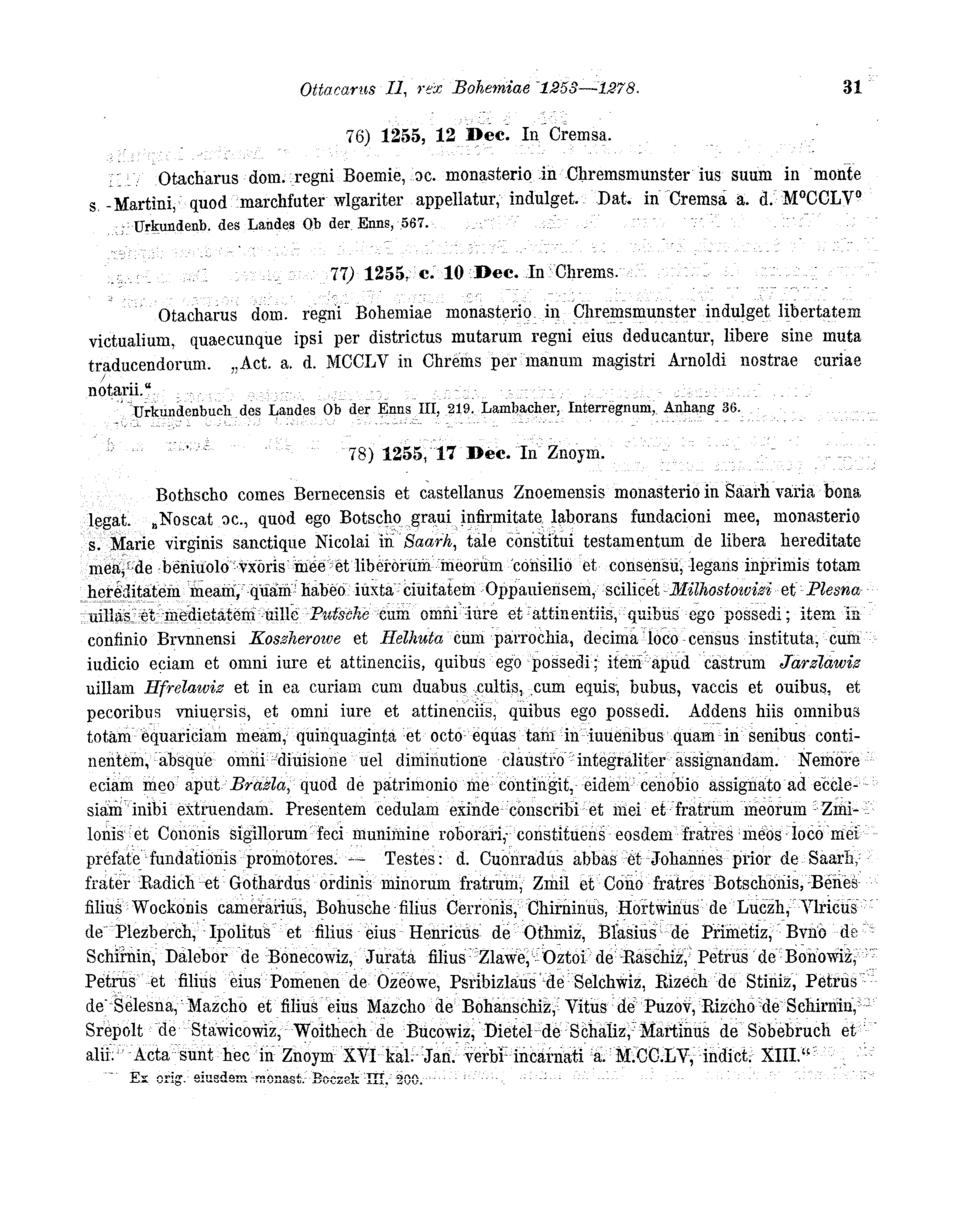 Ottacarus II, rex Bohemiae 1253—1278. 31
76) 1255, 12 Dec. In Cremsa.
Otacharus dom. regni Boemie, ɔc. monasterio in Chremsmunster ius suum in monte
s. Martini, quod marchfuter wlgariter appellatur, indulget. Dat. in Cremsa a. d. M⁰CCLV⁰
Urkundenb. des Landes Ob der Enns, 567.
77) 1255, c. 10 Dec. In Chrems.
Otacharus dom. regni Bohemiae monasterio in Chremsmunster indulget libertatem
victualium, quaecunque ipsi per districtus mutarum regni eius deducantur, libere sine muta
traducendorum. „Act. a. d. MCCLV in Chrems per manum magistri Arnoldi nostrae curiae
notarii.“
Urkundenbuch des Landes Ob der Enns III, 219. Lambacher, Interregnum, Anhang 36.
78) 1255, 17 Dec. In Znoym.
Bothscho comes Bernecensis et castellanus Znoemensis monasterio in Saarh varia bona
legat. „Noscat ɔc., quod ego Botscho graui infirmitate laborans fundacioni mee, monasterio
s. Marie virginis sanctique Nicolai in Saarh, tale constitui testamentum de libera hereditate
mea, de beniuolo vxoris mee et liberorum meorum consilio et consensu, legans inprimis totam
hereditatem meam, quam habeo iuxta ciuitatem Oppauiensem, scilicet Milhostowizi et Plesna
uillas et medietatem uille Putsche cum omni iure et attinentiis, quibus ego possedi; item in
confinio Brvnnensi Koszherowe et Helhuta cum parrochia, decima loco census instituta, cum
iudicio eciam et omni iure et attinenciis, quibus ego possedi; item apud castrum Jarzlawiz
uillam Hfrelawiz et in ea curiam cum duabus cultis, cum equis, bubus, vaccis et ouibus, et
pecoribus vniuersis, et omni iure et attinenciis, quibus ego possedi. Addens hiis omnibus
totam equariciam meam, quinquaginta et octo equas tam in iuuenibus quam in senibus conti-
nentem, absque omni diuisione uel diminutione claustro integraliter assignandam. Nemore
eciam meo aput Brazla, quod de patrimonio me contingit, eidem cenobio assignato ad eccle-
siam inibi extruendam. Presentem cedulam exinde conscribi et mei et fratrum meorum Zmi-
lonis et Cononis sigillorum feci munimine roborari, constituens eosdem fratres meos loco mei
prefate fundationis promotores. — Testes: d. Cuonradus abbas et Johannes prior de Saarh,
frater Radich et Gothardus ordinis minorum fratrum, Zmil et Cono fratres Botschonis, Benes
filius Wockonis camerarius, Bohusche filius Cerronis, Chirninus, Hortwinus de Luczh, Vlricus
de Plezberch, Ipolitus et filius eius Henricus de Othmiz, Blasius de Primetiz, Bvno de
Schirnin, Dalebor de Bonecowiz, Jurata filius Zlawe, Oztoi de Raschiz, Petrus de Bonowiz,
Petrus et filius eius Pomenen de Ozeowe, Psribizlaus de Selchwiz, Rizech de Stiniz, Petrus
de Selesna, Mazcho et filius eius Mazcho de Bohanschiz, Vitus de Puzov, Rizcho de Schirnin,
Srepolt de Stawicowiz, Woithech de Bucowiz, Dietel de Schaliz, Martinus de Sobebruch et
alii. Acta sunt hec in Znoym XVI kal. Jan. verbi incarnati a. M.CC.LV, indict. XIII.“
Ex orig. eiusdem monast. Boczek III, 200.